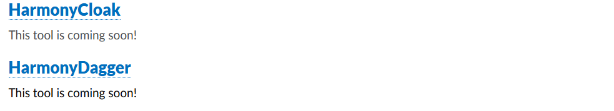 HarmonyCloak
This tool is coming soon!
HarmonyDagger
This tool is coming soon!